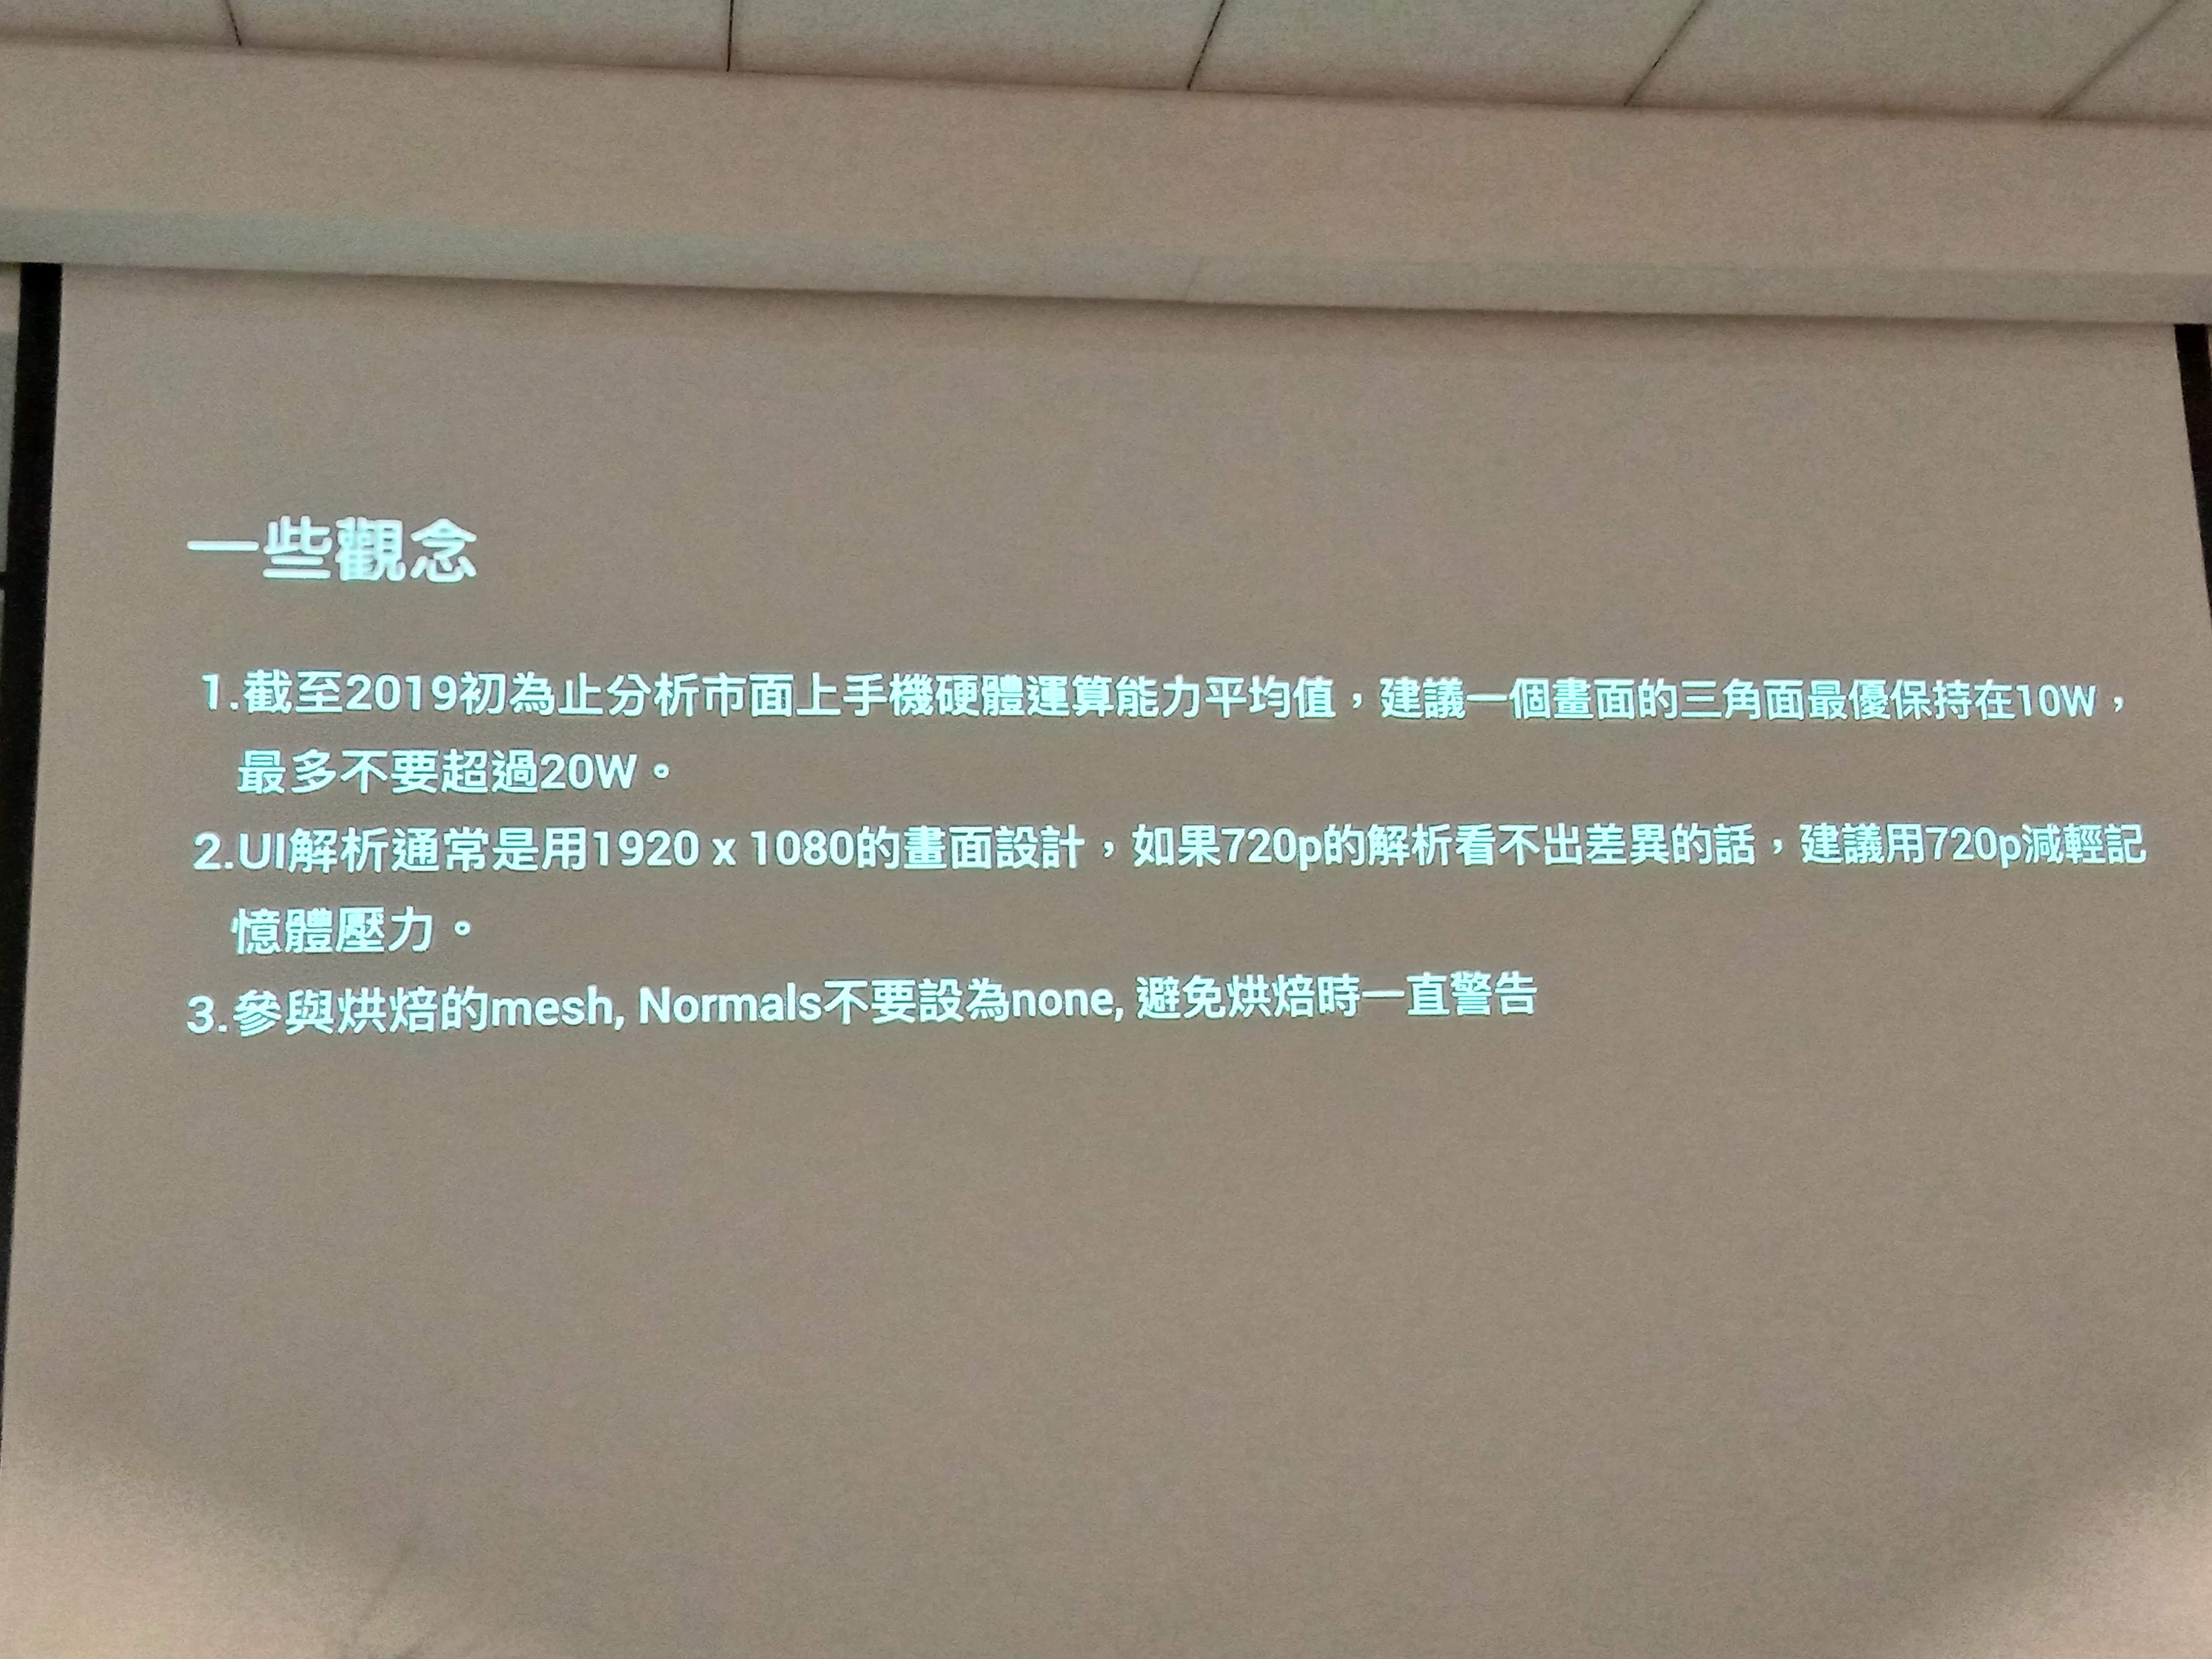 一些觀念
1.截至2019初為止分析市面上手機硬體運算能力平均值，建議一個畫面的三角面最優保持在10W，
最多不要超過20W。
2.UI解析通常是用1920 x 1080的畫面設計，如果720p的解析看不出差異的話，建議用720p減輕記
憶體壓力。
3.參與烘焙的mesh, Normals不要設為none, 避免烘焙時一直警告